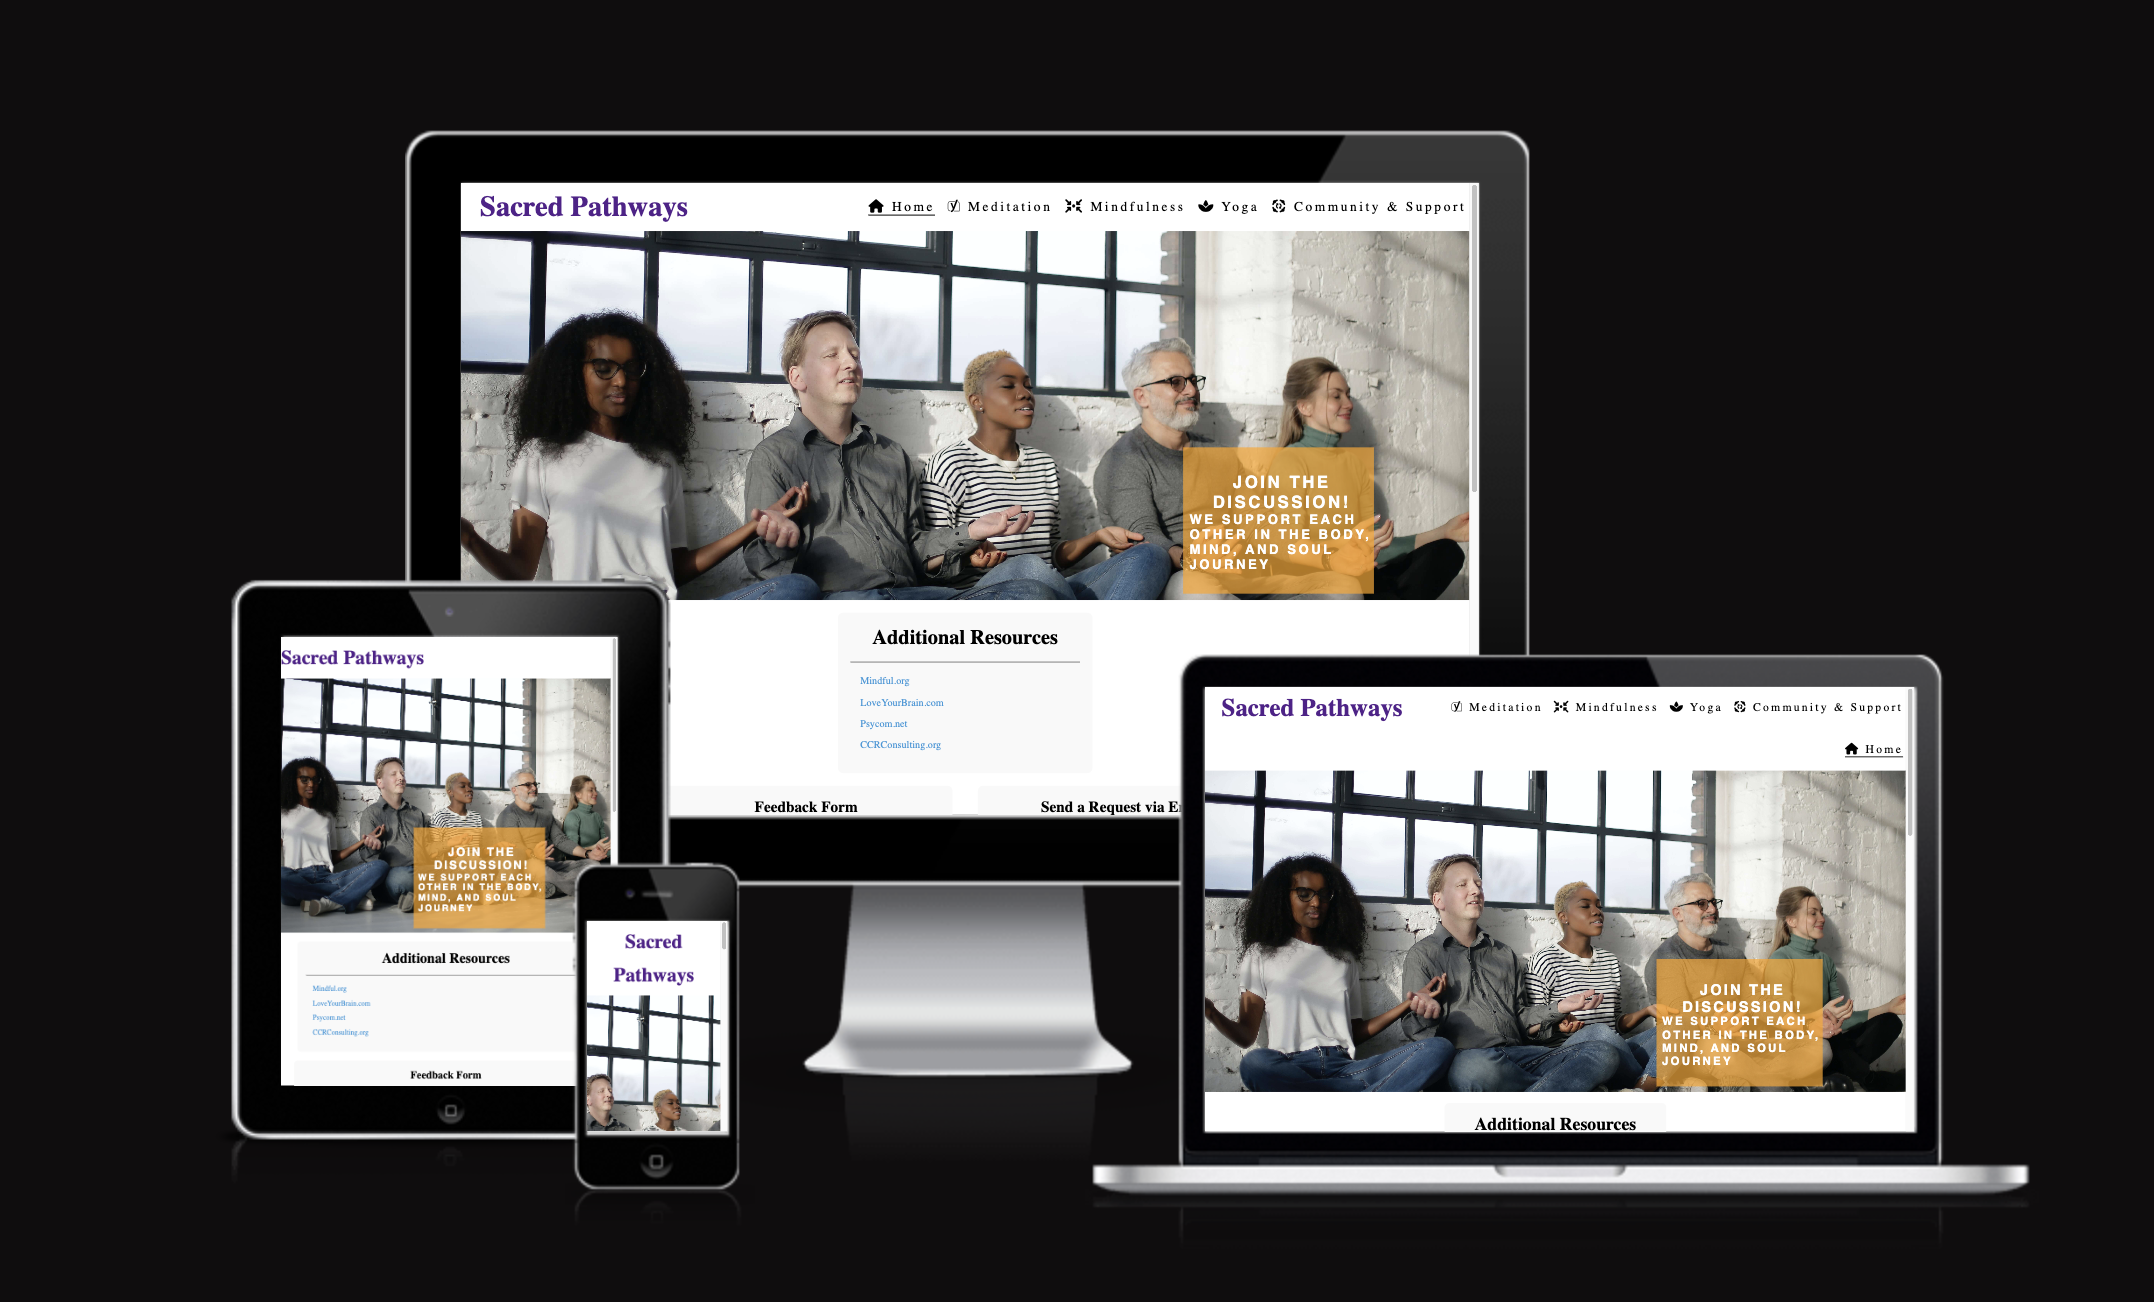 Sacred Pathways
Home Meditation Mindfulness Yoga Community & Support
JOIN THE
DISCUSSION!
WE SUPPORT EACH
OTHER IN THE BODY,
MIND, AND SOUL
JOURNEY
Additional Resources
Mindful.org
LoveYourBrain.com
Psycom.net
CCRConsulting.org
Feedback Form
Send a Request via E
Sacred Pathways
JOIN THE
DISCUSSION!
WE SUPPORT EACH
OTHER IN THE BODY,
MIND, AND SOUL
JOURNEY
Additional Resources
Mindful.org
LoveYourBrain.com
Psycom.net
CCRConsulting.org
Feedback Form
Sacred
Pathways
Sacred Pathways
Meditation Mindfulness Yoga Community & Support
Home
JOIN THE
DISCUSSION!
WE SUPPORT EACH
OTHER IN THE BODY,
MIND, AND SOUL
JOURNEY
Additional Resources